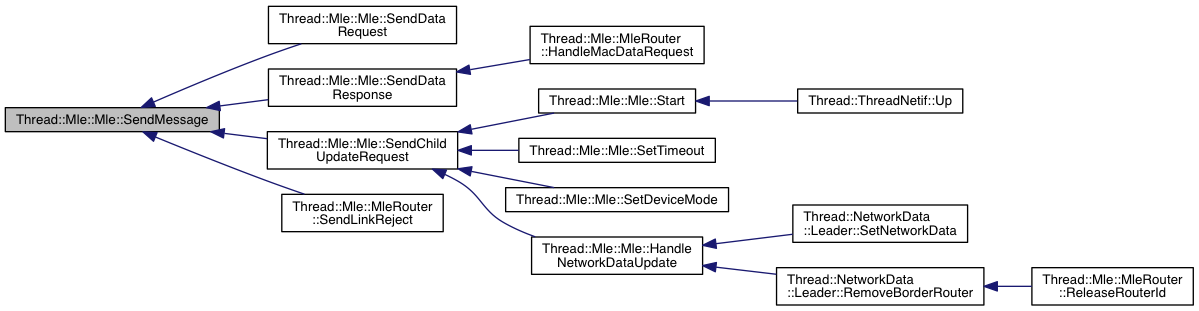 Thread::Mle::Mle::SendMessage
Thread::Mle::Mle::SendData
Request
Thread::Mle::Mle::SendData
Response
Thread::Mle::MleRouter
::HandleMacDataRequest
Thread::Mle::Mle::SendChild
UpdateRequest
Thread::Mle::Mle::Start
Thread::ThreadNetif::Up
Thread::Mle::Mle::SetTimeout
Thread::Mle::Mle::SetDeviceMode
Thread::Mle::Mle::Handle
NetworkDataUpdate
Thread::NetworkData
::Leader::SetNetworkData
Thread::NetworkData
::Leader::RemoveBorderRouter
Thread::Mle::MleRouter
::ReleaseRouterId
Thread::Mle::MleRouter
::SendLinkReject